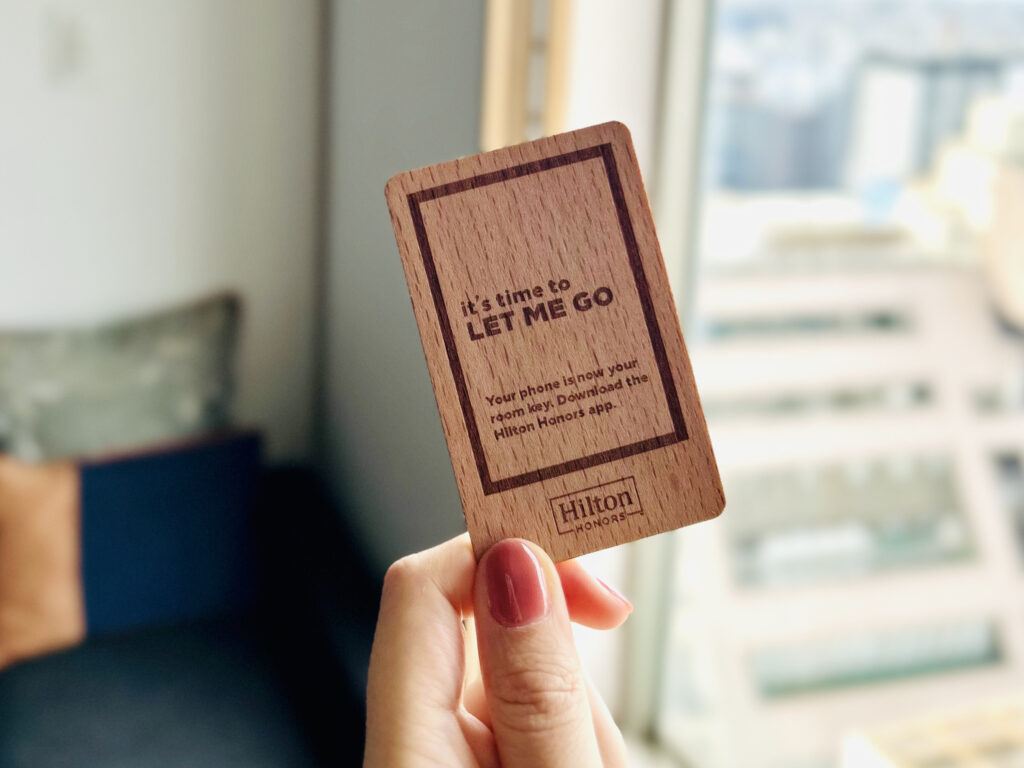 it's time to
LET ME GO
Your phone is now your
room key. Download the
Hilton Honors app.
Hilton
HONORS